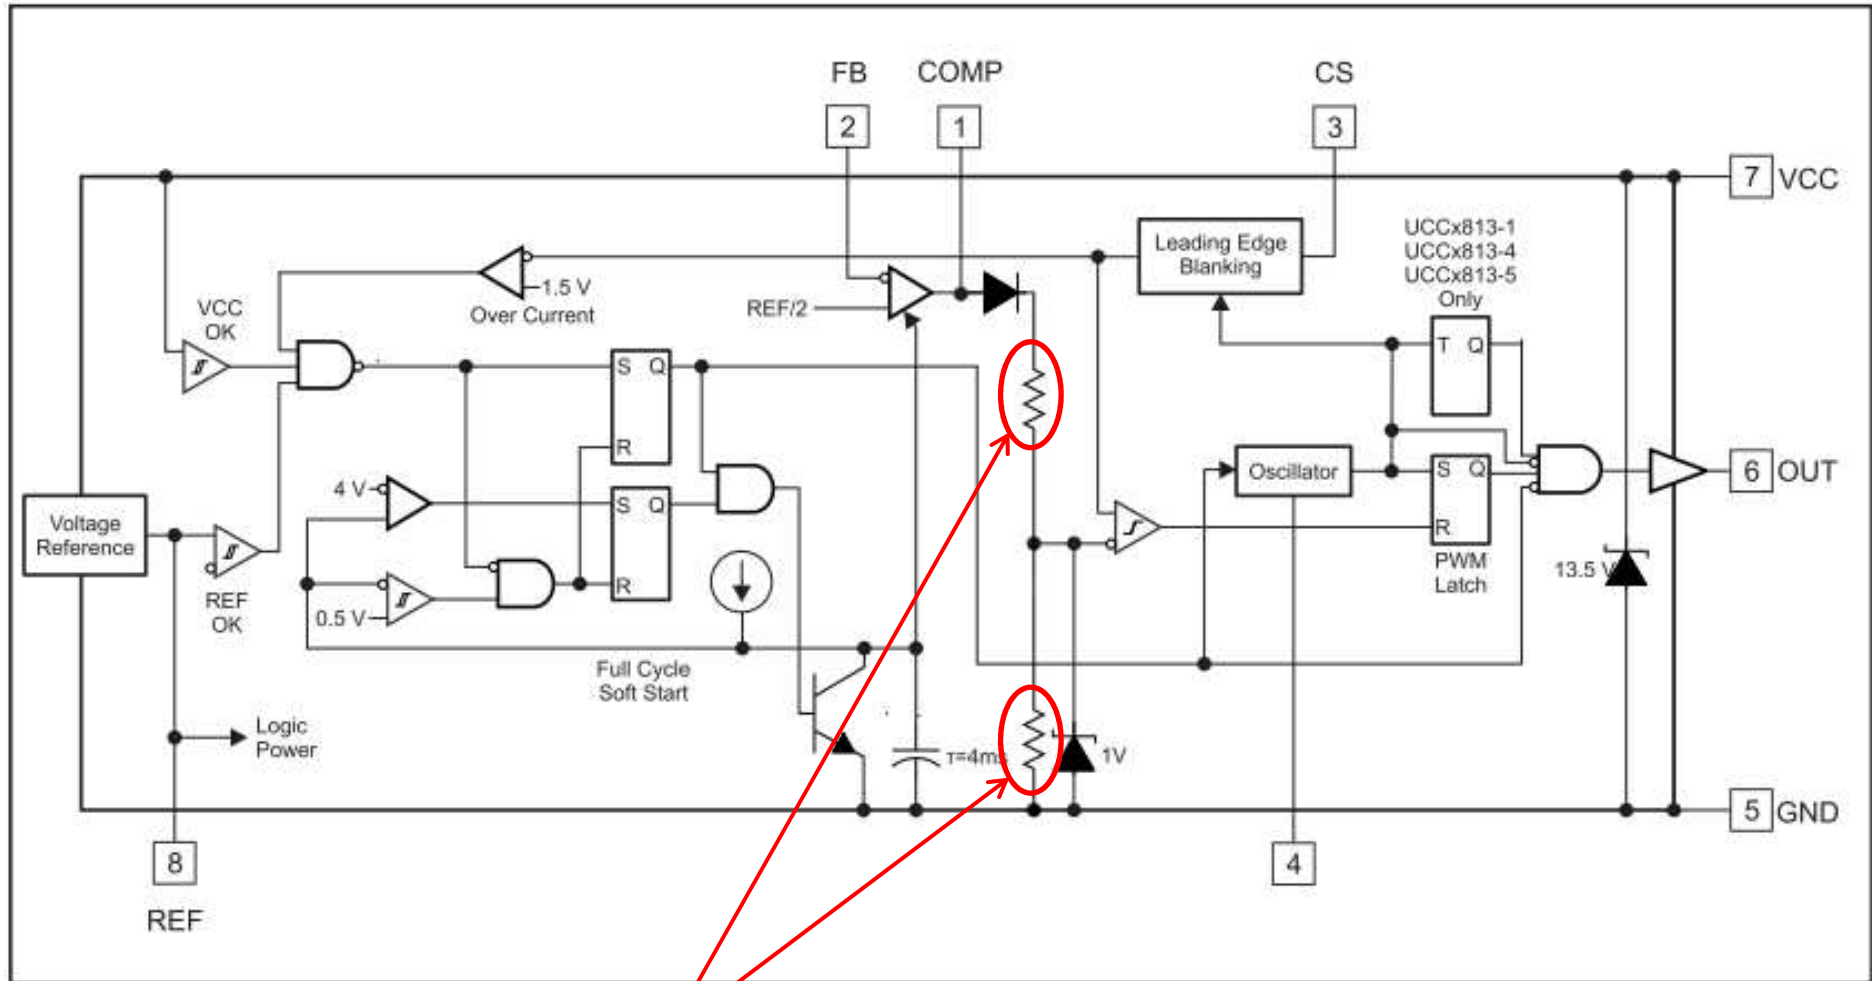 FB
COMP
CS
2
1
3
7
VCC
UCCx813-1
UCCx813-4
UCCx813-5
Only
Leading Edge
Blanking
1.5 V
Over Current
REF/2
VCC
OK
T Q
S Q
R
S Q
R
4 V
0.5 V
S Q
R
Oscillator
PWM
Latch
6
OUT
Voltage
Reference
REF
OK
13.5 V
Full Cycle
Soft Start
Logic
Power
τ=4ms
1V
5
GND
8
4
REF